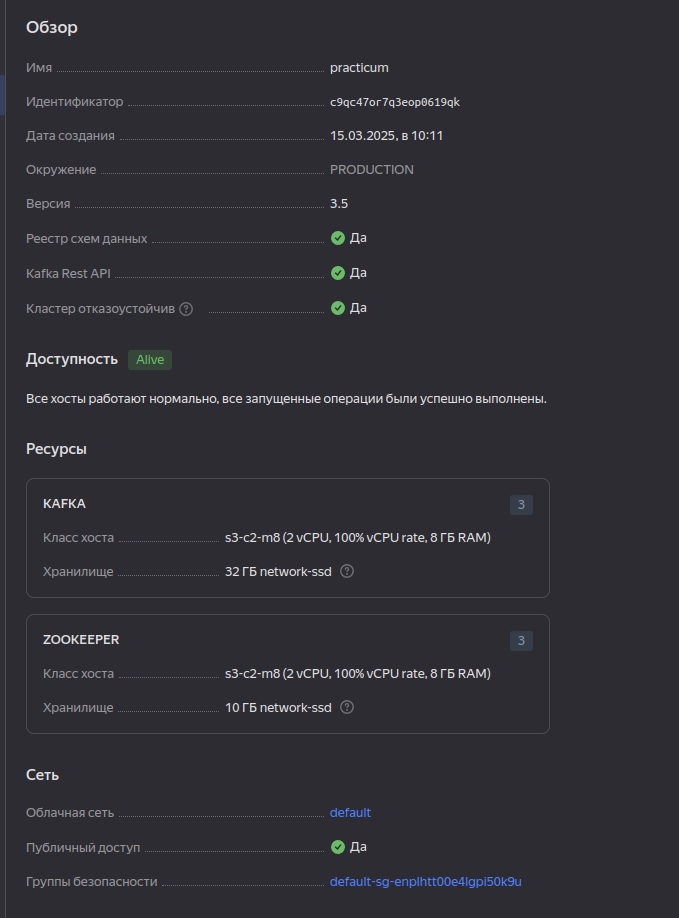 Обзор
Имя practicum
Идентификатор c9qc47or7q3eop0619qk
Дата создания 15.03.2025, в 10:11
Окружение PRODUCTION
Версия 3.5
Реестр схем данных Да
Kafka Rest API Да
Кластер отказоустойчив Да
Доступность Alive
Все хосты работают нормально, все запущенные операции были успешно выполнены.
Ресурсы
KAFKA 3
Класс хоста s3-c2-m8 (2 vCPU, 100% vCPU rate, 8 ГБ RAM)
Хранилище 32 ГБ network-ssd
ZOOKEEPER 3
Класс хоста s3-c2-m8 (2 vCPU, 100% vCPU rate, 8 ГБ RAM)
Хранилище 10 ГБ network-ssd
Сеть
Облачная сеть default
Публичный доступ Да
Группы безопасности default-sg-enplhtt00e4lgpl50k9u